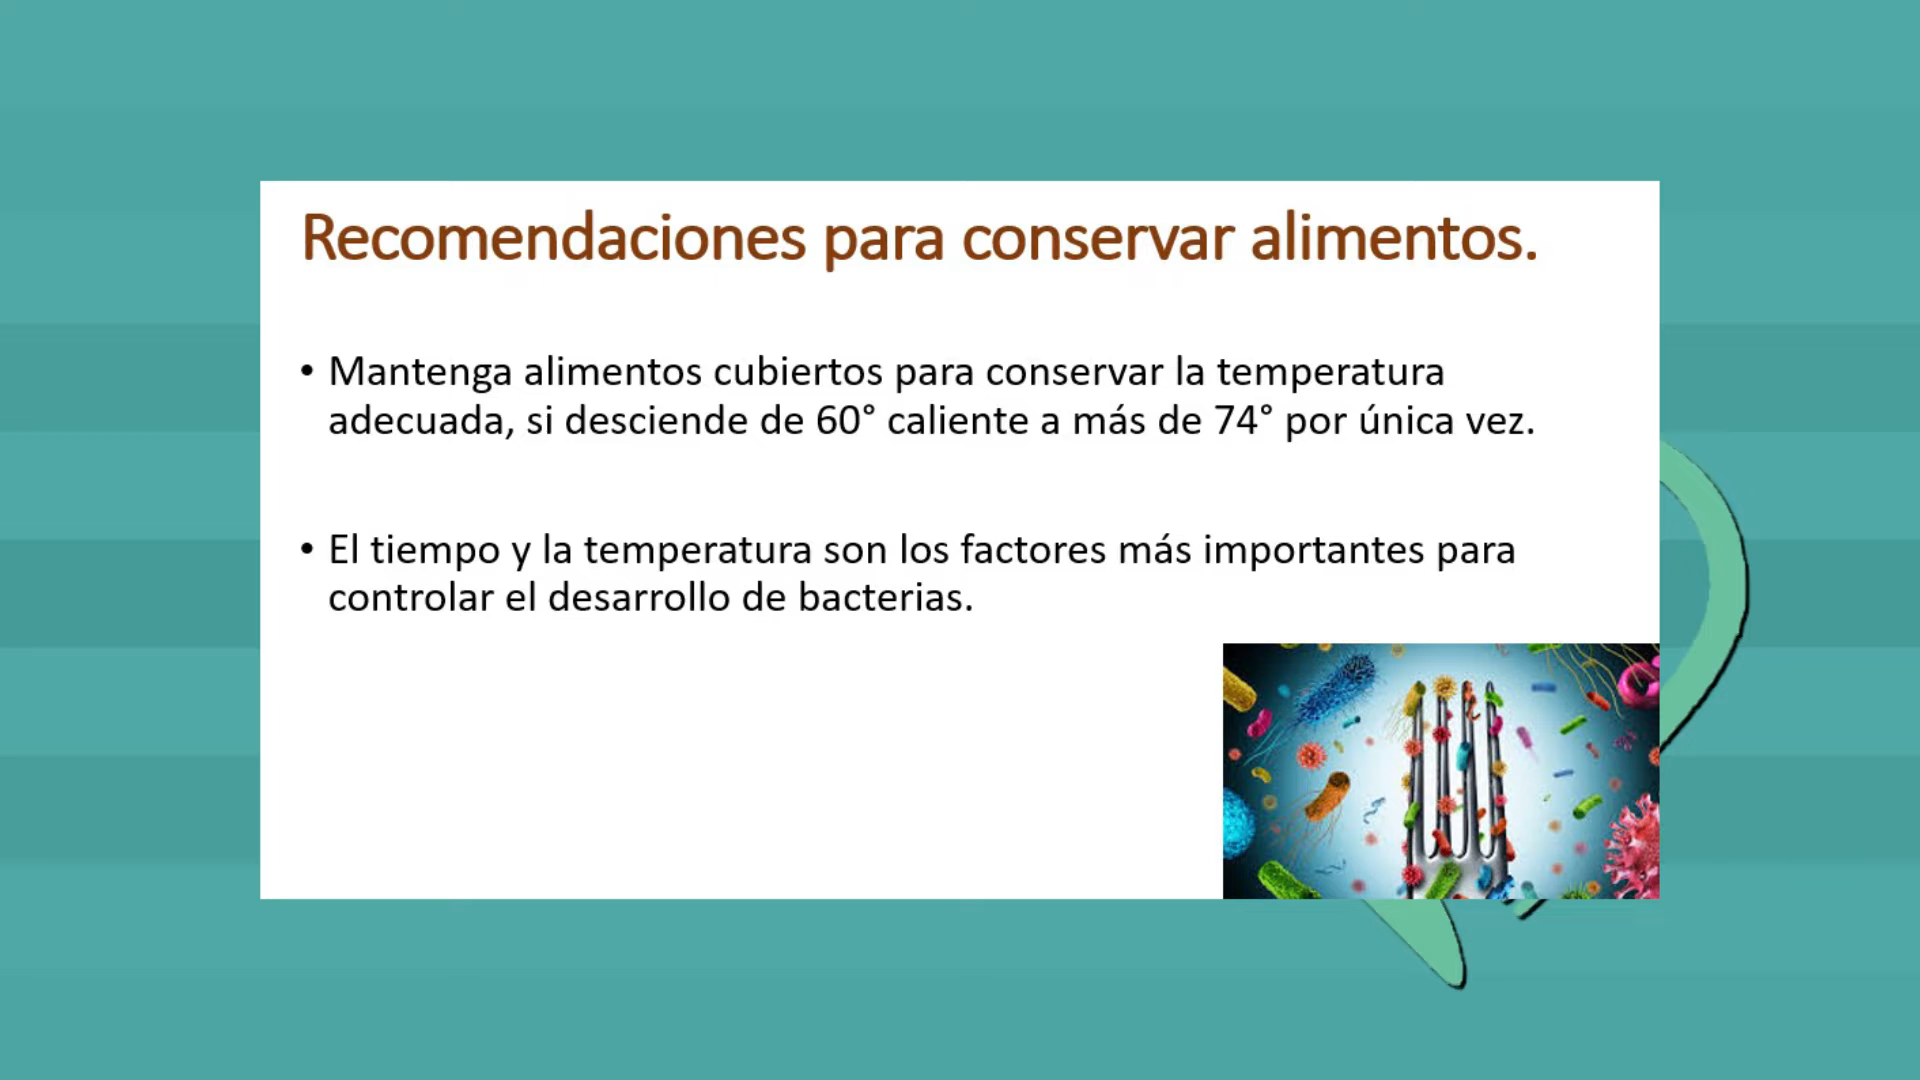 Recomendaciones para conservar alimentos.
• Mantenga alimentos cubiertos para conservar la temperatura
adecuada, si desciende de 60° caliente a más de 74° por única vez.
• El tiempo y la temperatura son los factores más importantes para
controlar el desarrollo de bacterias.